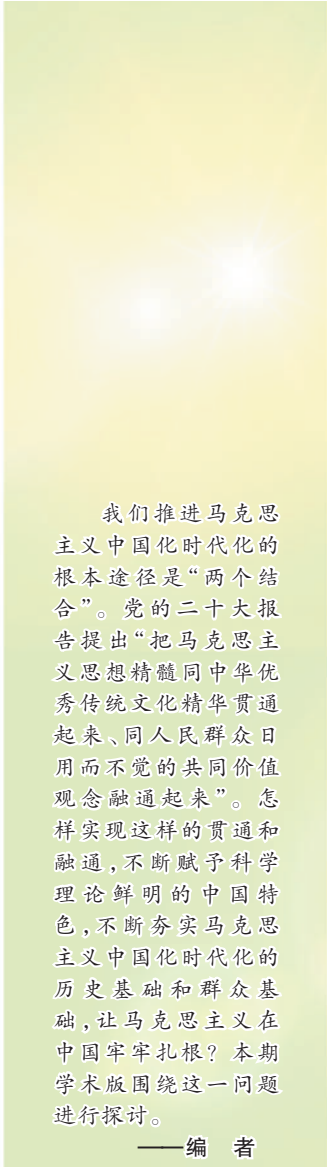 我们推进马克思
主义中国化时代化的
根本途径是“两个结
合”。党的二十大报
告提出“把马克思主
义思想精髓同中华优
秀传统文化精华贯通
起来、同人民群众日
用而不觉的共同价值
观念融通起来”。怎
样实现这样的贯通和
融通,不断赋予科学
理论鲜明的中国特
色,不断夯实马克思
主义中国化时代化的
历史基础和群众基
础,让马克思主义在
中国牢牢扎根？本期
学术版围绕这一问题
进行探讨。
——编　者